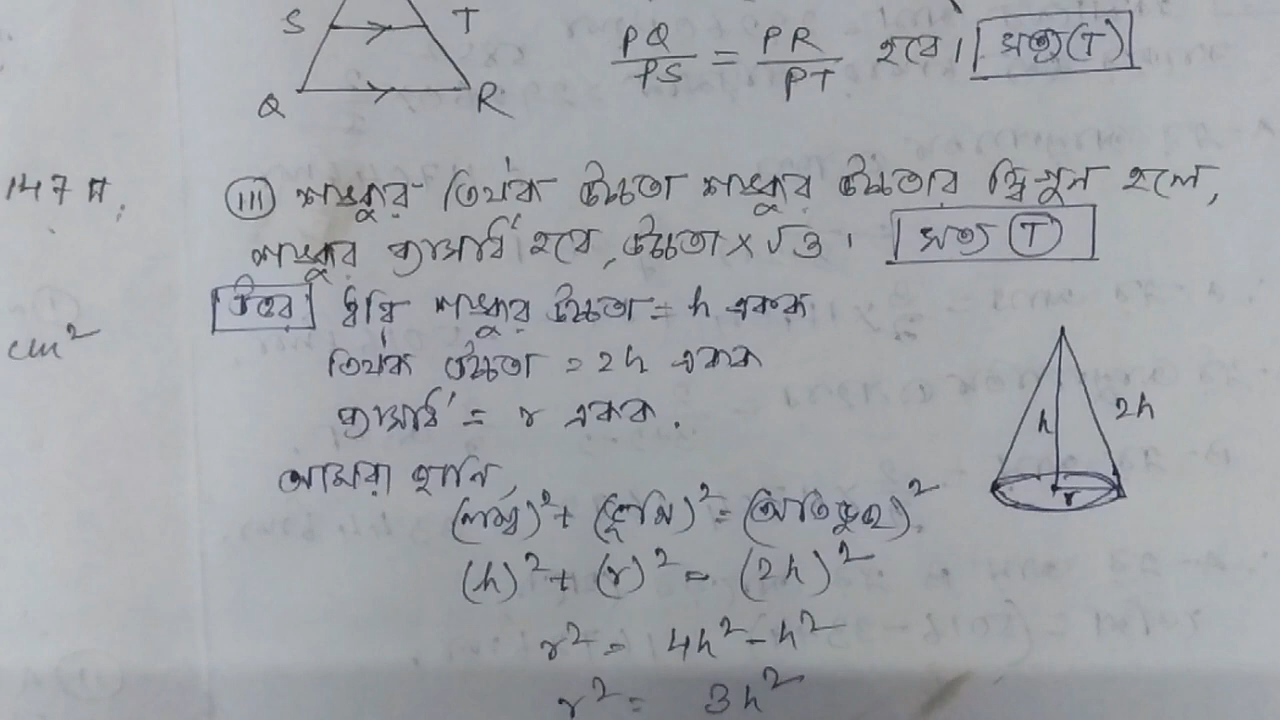 S T
PQ/PS = PR/PT হবে। সত্য (T)
Q R
147 π.
(iii) শঙ্কুর তির্যক উচ্চতা শঙ্কুর উচ্চতার দ্বিগুন হলে,
শঙ্কুর ব্যাসার্ধ হবে, উচ্চতা × √৩ । সত্য (T)
উত্তর ধরি শঙ্কুর উচ্চতা = h একক
cm²
তির্যক উচ্চতা = 2h একক
ব্যাসার্ধ = r একক.
h 2h
আমরা জানি,
r
(লম্ব)² + (ভূমি)² = (অতিভুজ)²
(h)² + (r)² = (2h)²
r² = 4h² - h²
r² = 3h²